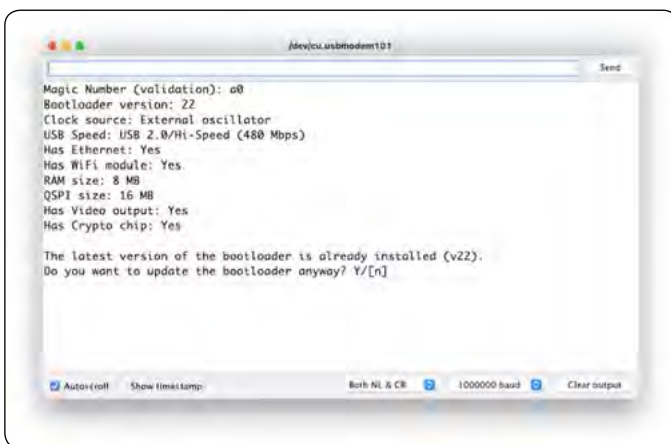 /dev/cu.usbmodem101
Send
Magic Number (validation): a0
Bootloader version: 22
Clock source: External oscillator
USB Speed: USB 2.0/Hi-Speed (480 Mbps)
Has Ethernet: Yes
Has WiFi module: Yes
RAM size: 8 MB
QSPI size: 16 MB
Has Video output: Yes
Has Crypto chip: Yes
The latest version of the bootloader is already installed (v22).
Do you want to update the bootloader anyway? Y/[n]
Autoscroll Show timestamp Both NL & CR 1000000 baud Clear output